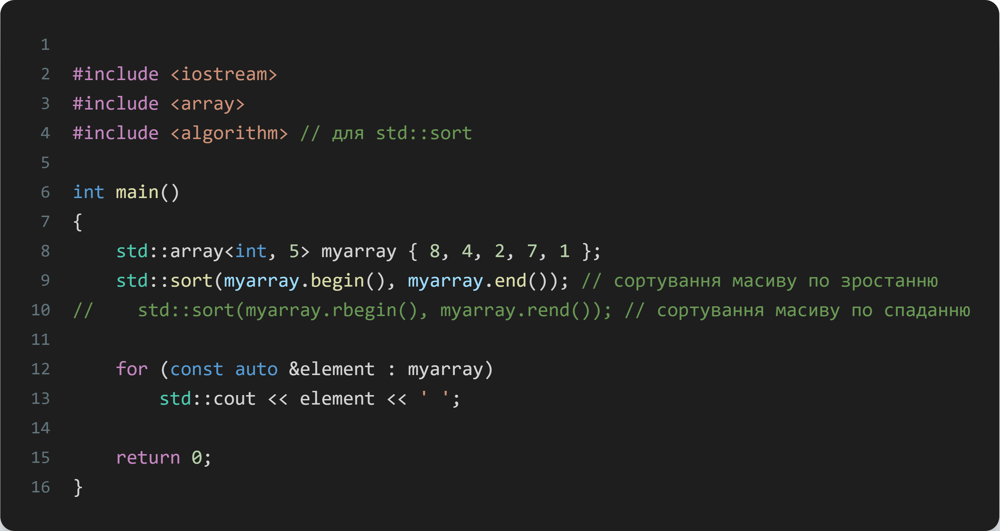 1
2 #include <iostream>
3 #include <array>
4 #include <algorithm> // для std::sort
5
6 int main()
7 {
8     std::array<int, 5> myarray { 8, 4, 2, 7, 1 };
9     std::sort(myarray.begin(), myarray.end()); // сортування масиву по зростанню
10 //    std::sort(myarray.rbegin(), myarray.rend()); // сортування масиву по спаданню
11
12     for (const auto &element : myarray)
13         std::cout << element << ' ';
14
15     return 0;
16 }